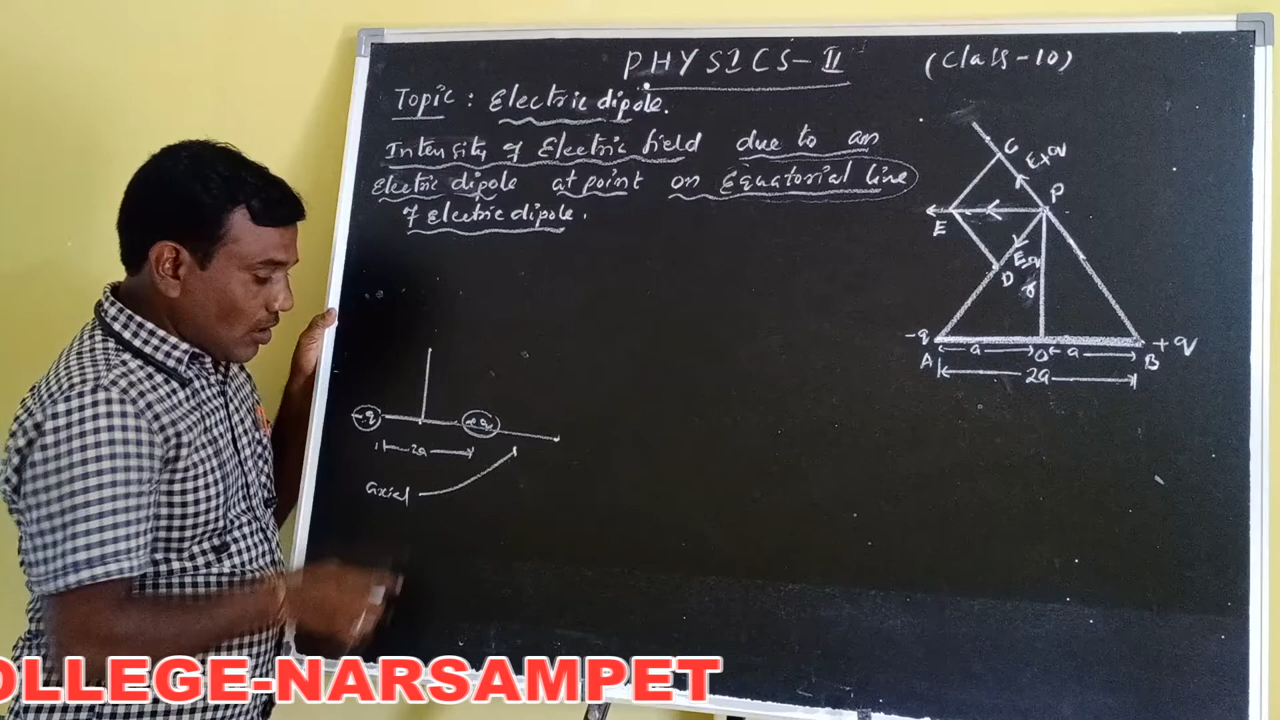 PHYSICS-II (Class-10)
Topic: Electric dipole.
Intensity of Electric field due to an
Electric dipole at point on Equatorial line
of Electric dipole.
C
E+q
P
E
E-q
D
r
-q
+q
a
O
a
A
B
2a
-q
+q
2a
axial
OLLEGE-NARSAMPET